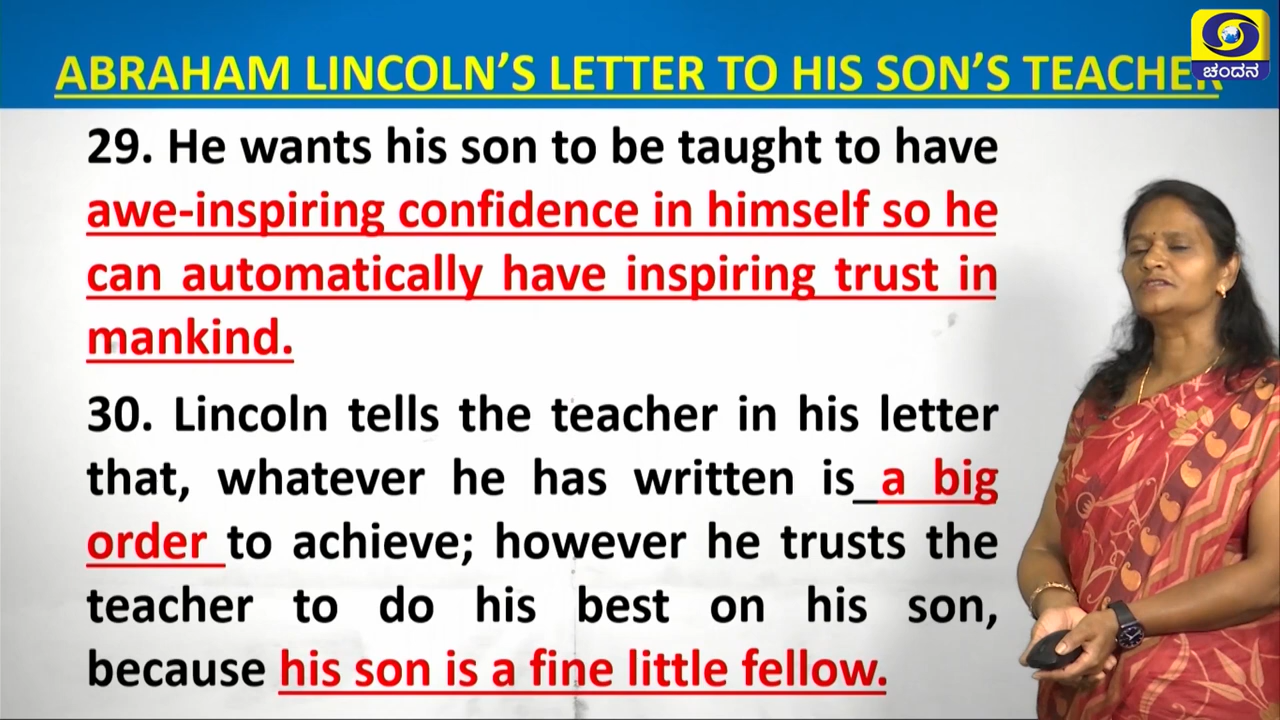 ABRAHAM LINCOLN'S LETTER TO HIS SON'S TEACHER
ಚಂದನ
29. He wants his son to be taught to have
awe-inspiring confidence in himself so he
can automatically have inspiring trust in
mankind.
30. Lincoln tells the teacher in his letter
that, whatever he has written is_a big
order to achieve; however he trusts the
teacher to do his best on his son,
because his son is a fine little fellow.